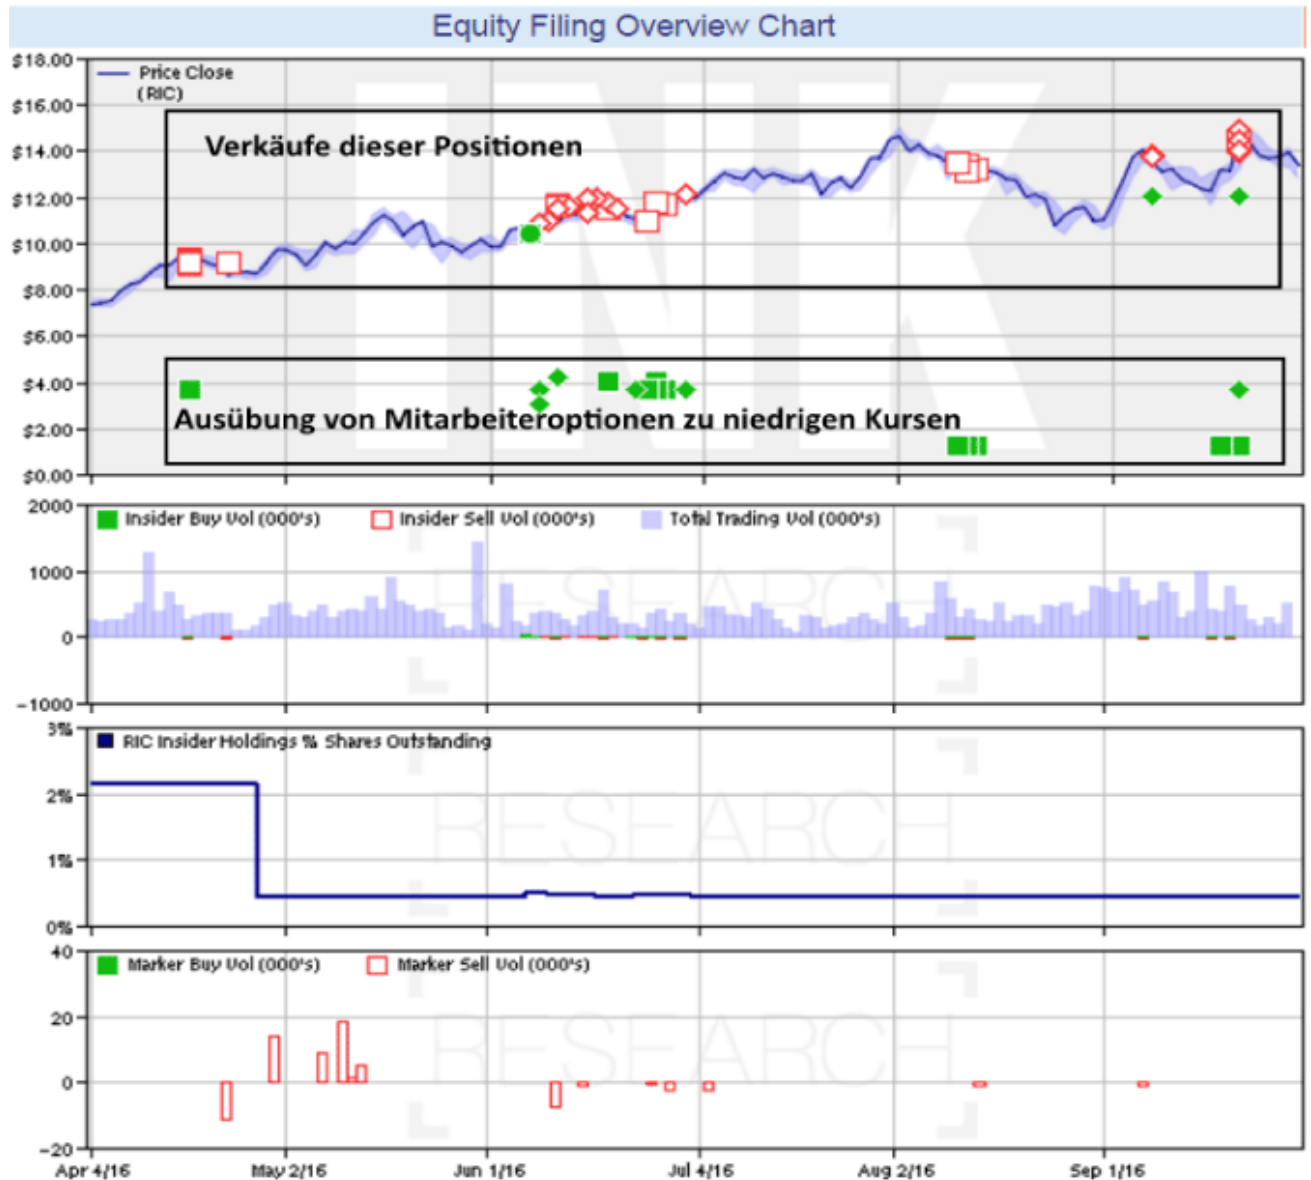 Equity Filing Overview Chart
$18.00
Price Close
(RIC)
$16.00
Verkäufe dieser Positionen
$14.00
$12.00
$10.00
$8.00
$6.00
$4.00
Ausübung von Mitarbeiteroptionen zu niedrigen Kursen
$2.00
$0.00
INK
2000
Insider Buy Vol (000's) Insider Sell Vol (000's) Total Trading Vol (000's)
1000
RESEARCH
0
-1000
3%
RIC Insider Holdings % Shares Outstanding
2%
RESEARCH
1%
0%
40
Marker Buy Vol (000's) Marker Sell Vol (000's)
20
RESEARCH
0
-20
Apr 4/16 May 2/16 Jun 1/16 Jul 4/16 Aug 2/16 Sep 1/16